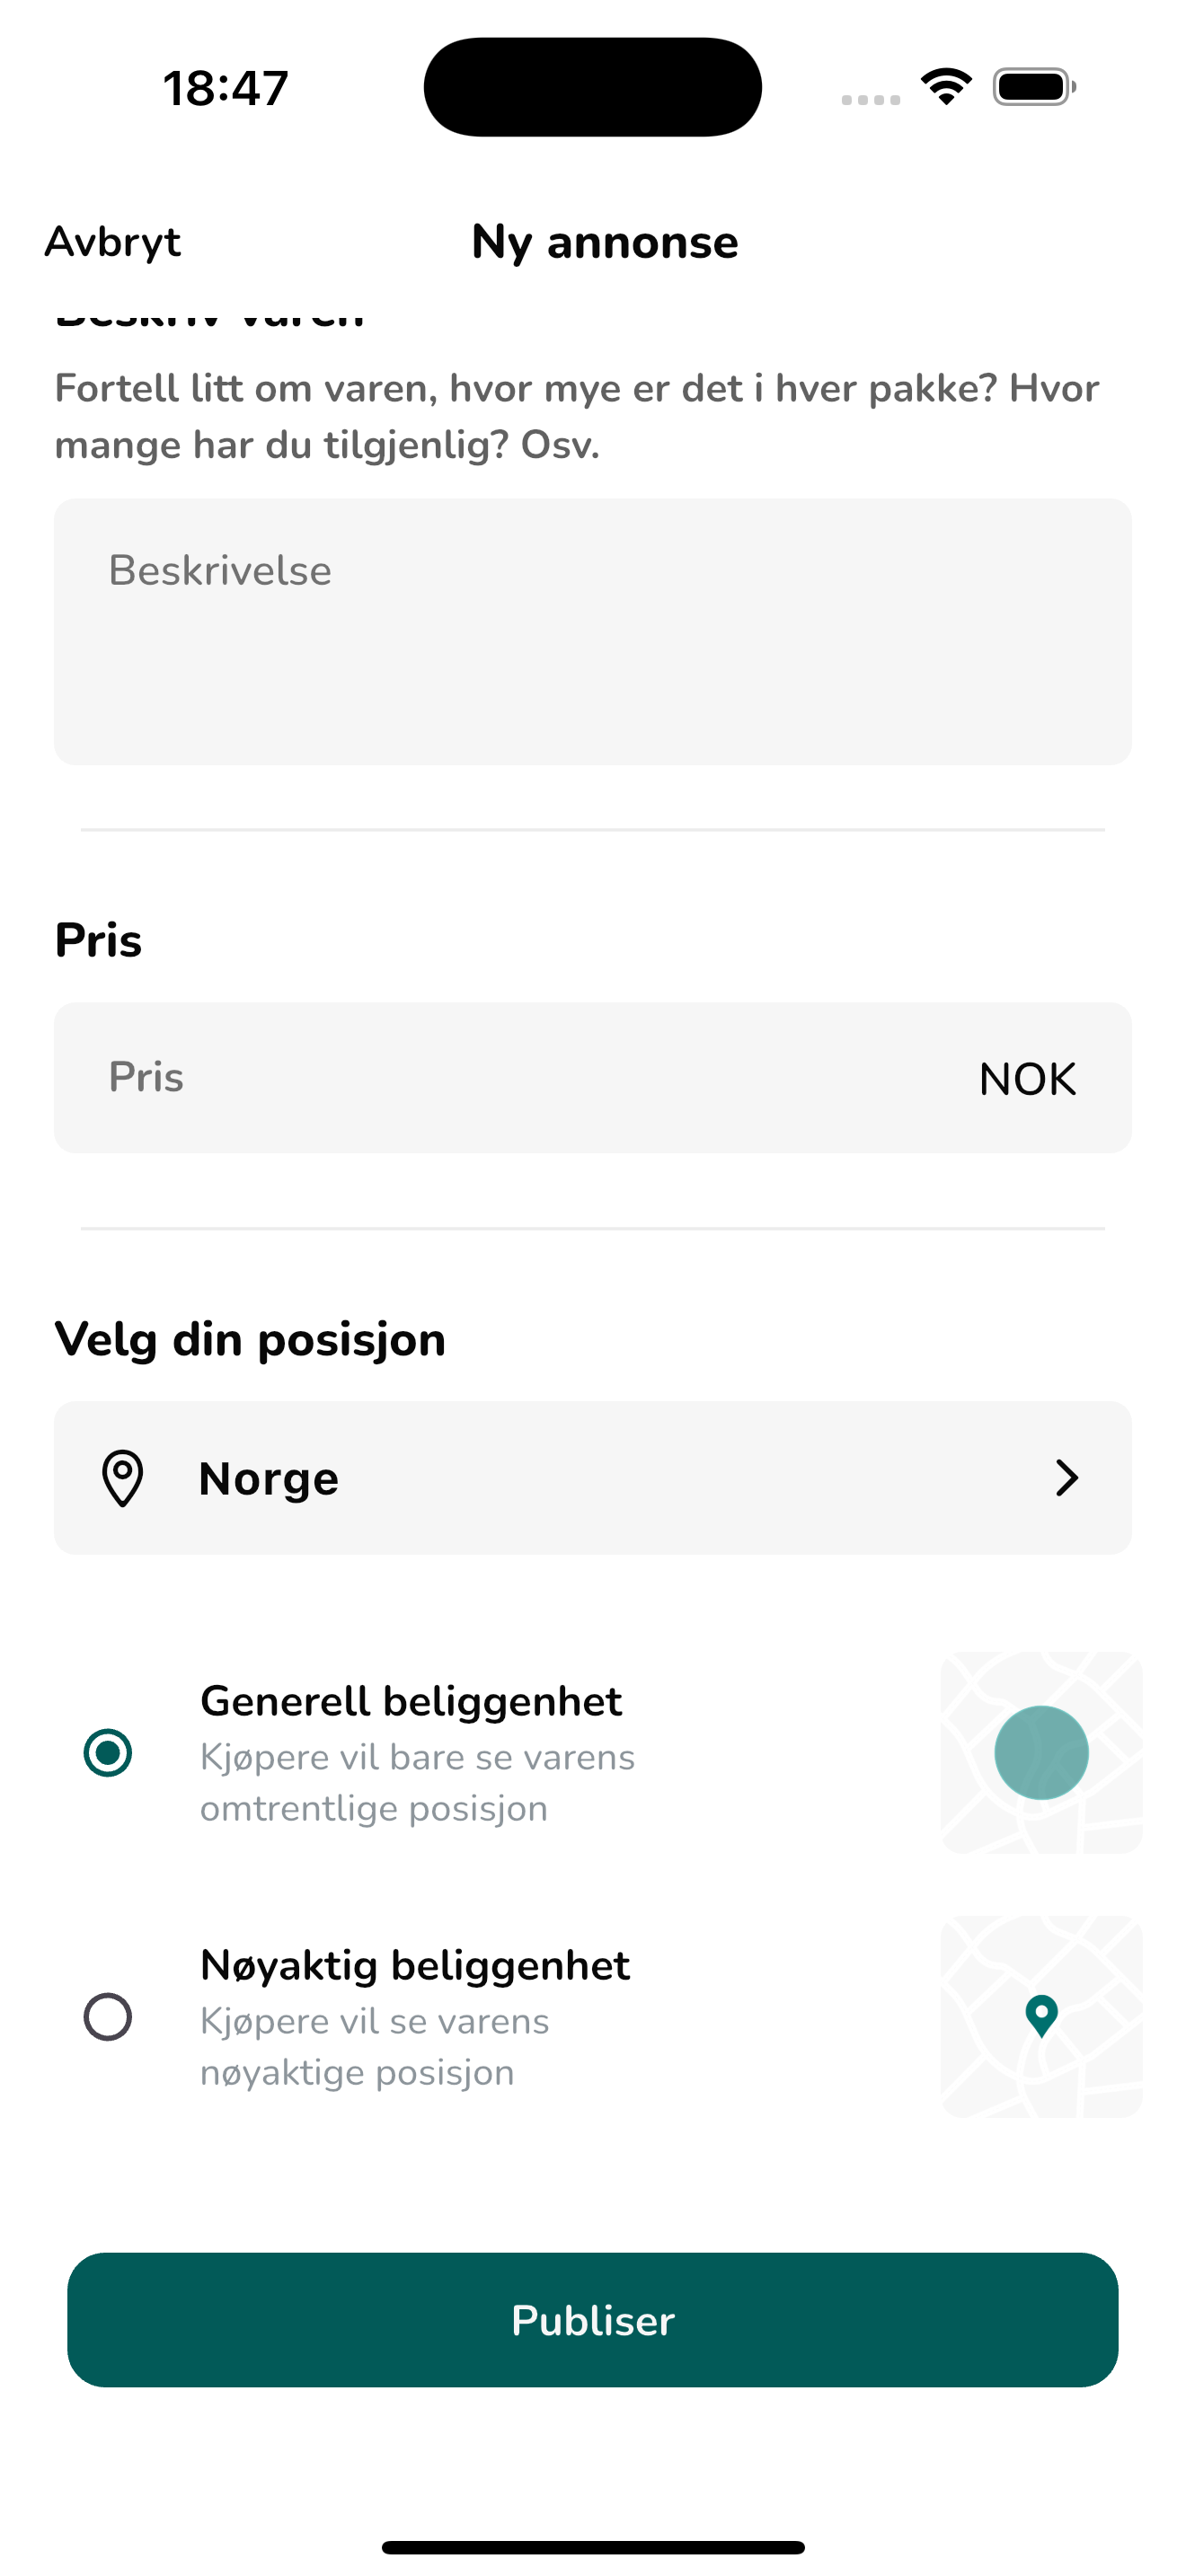 18:47
Avbryt
Ny annonse
Beskriv varen
Fortell litt om varen, hvor mye er det i hver pakke? Hvor
mange har du tilgjenlig? Osv.
Beskrivelse
Pris
Pris
NOK
Velg din posisjon
Norge
Generell beliggenhet
Kjøpere vil bare se varens
omtrentlige posisjon
Nøyaktig beliggenhet
Kjøpere vil se varens
nøyaktige posisjon
Publiser